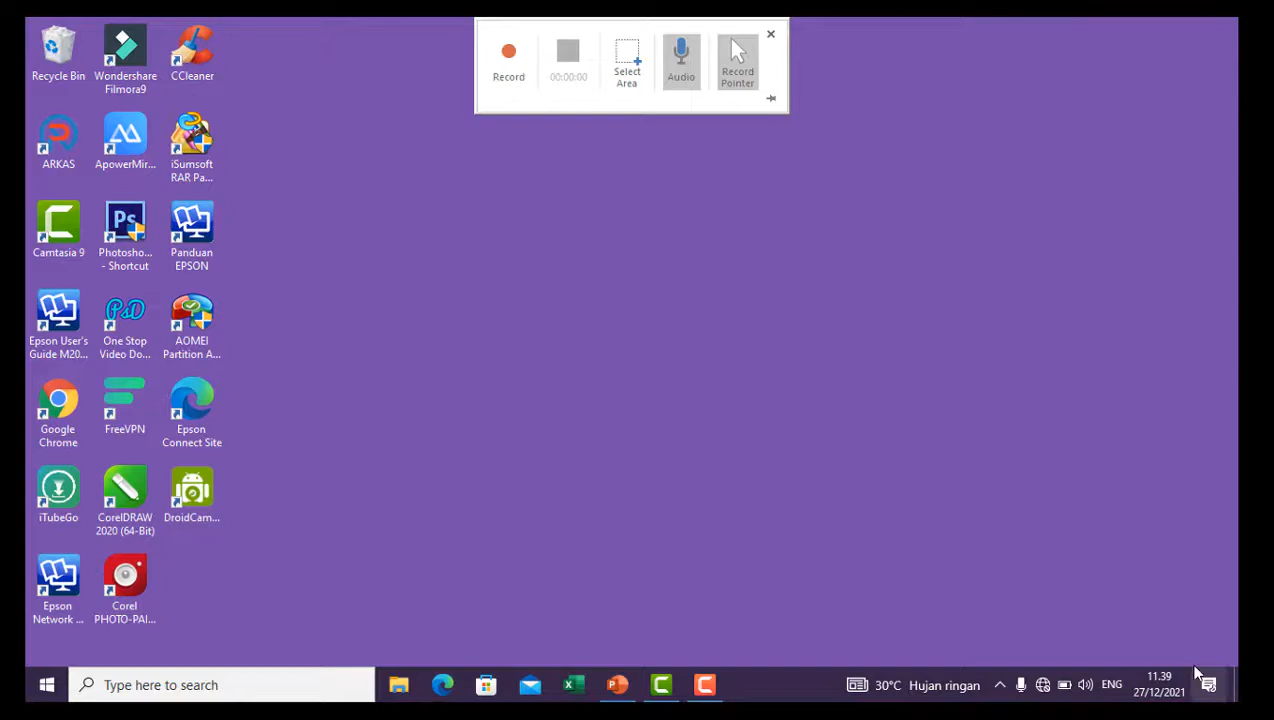 Record
00:00:00
Select
Area
Audio
Record
Pointer
Recycle Bin
Wondershare
Filmora9
CCleaner
ARKAS
ApowerMir...
iSumsoft
RAR Pa...
Camtasia 9
Photosho...
- Shortcut
Panduan
EPSON
Epson User's
Guide M20...
One Stop
Video Do...
AOMEI
Partition A...
Google
Chrome
FreeVPN
Epson
Connect Site
iTubeGo
CorelDRAW
2020 (64-Bit)
DroidCam...
Epson
Network ...
Corel
PHOTO-PAI...
Type here to search
30°C Hujan ringan
ENG
11.39
27/12/2021